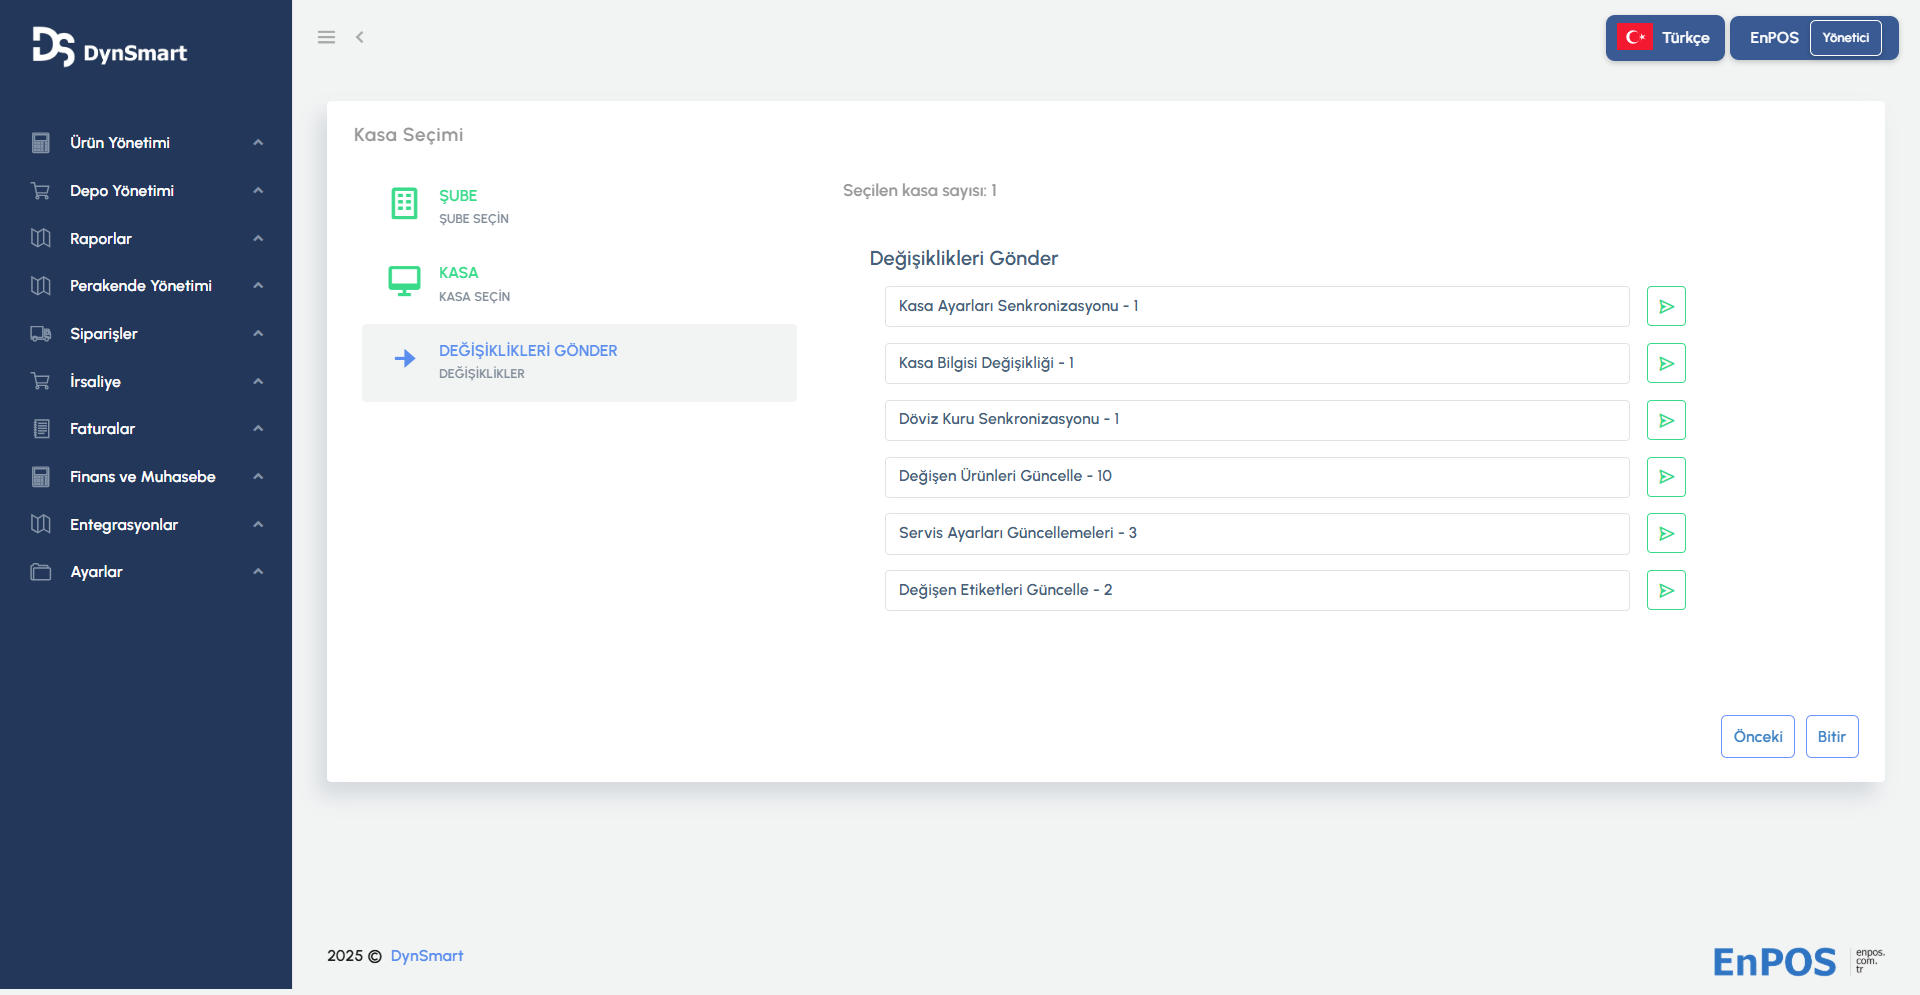 DynSmart
Ürün Yönetimi
Depo Yönetimi
Raporlar
Perakende Yönetimi
Siparişler
İrsaliye
Faturalar
Finans ve Muhasebe
Entegrasyonlar
Ayarlar
Türkçe
EnPOS Yönetici
Kasa Seçimi
ŞUBE
ŞUBE SEÇİN
KASA
KASA SEÇİN
DEĞİŞİKLİKLERİ GÖNDER
DEĞİŞİKLİKLER
Seçilen kasa sayısı: 1
Değişiklikleri Gönder
Kasa Ayarları Senkronizasyonu - 1
Kasa Bilgisi Değişikliği - 1
Döviz Kuru Senkronizasyonu - 1
Değişen Ürünleri Güncelle - 10
Servis Ayarları Güncellemeleri - 3
Değişen Etiketleri Güncelle - 2
Önceki
Bitir
2025 © DynSmart
EnPOS
enpos.
com.
tr